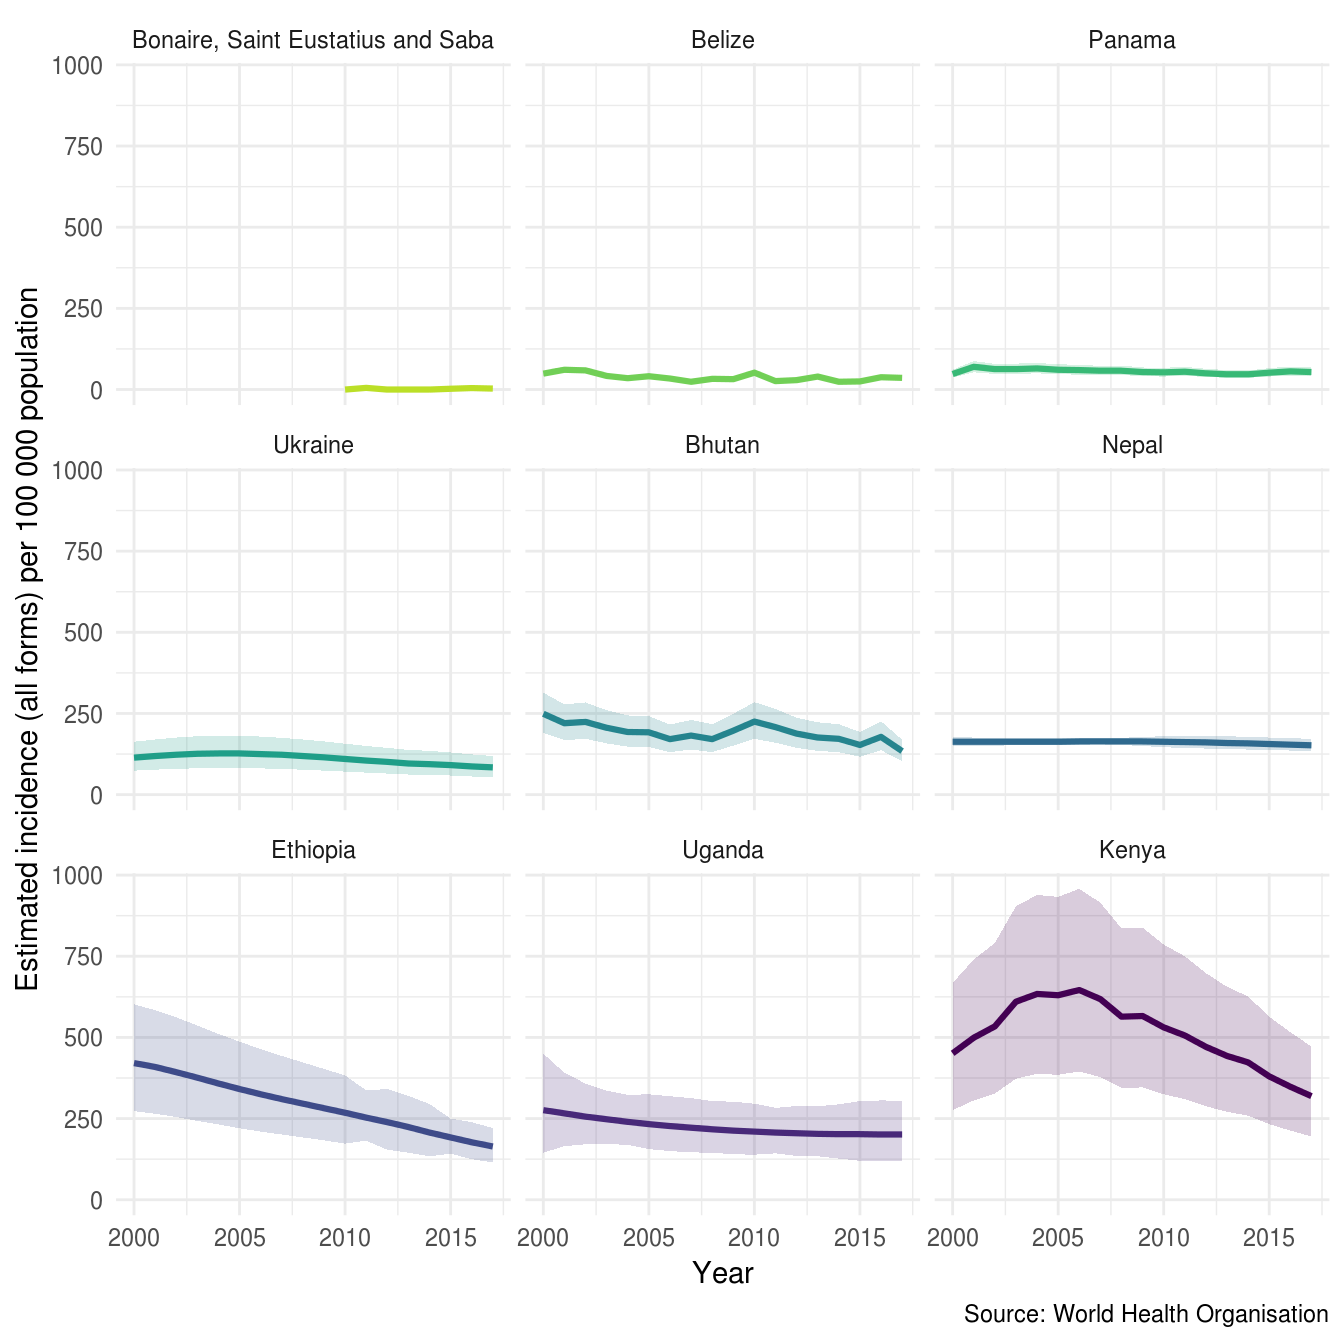 Bonaire, Saint Eustatius and Saba
Belize
Panama
1000
750
500
250
0
Ukraine
Bhutan
Nepal
1000
750
500
250
0
Ethiopia
Uganda
Kenya
1000
750
500
250
0
2000 2005 2010 2015
2000 2005 2010 2015
2000 2005 2010 2015
Estimated incidence (all forms) per 100 000 population
Year
Source: World Health Organisation